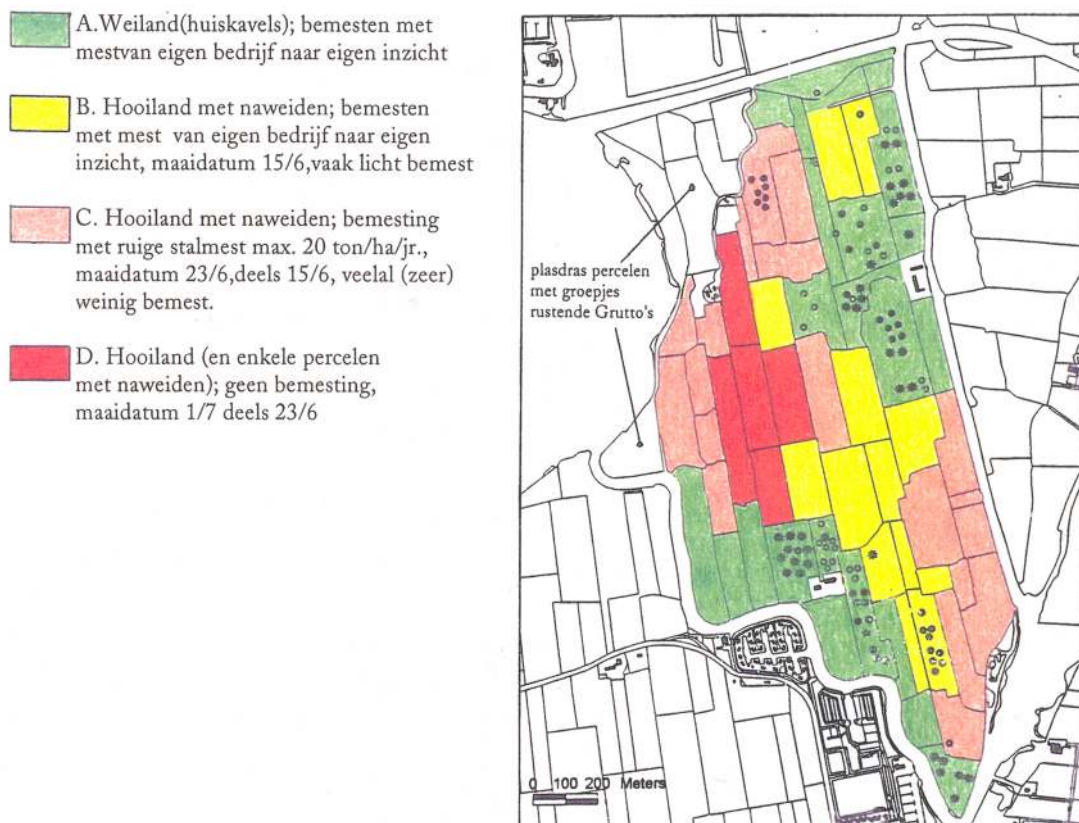 A.Weiland(huiskavels); bemesten met
mestvan eigen bedrijf naar eigen inzicht
B. Hooiland met naweiden; bemesten
met mest van eigen bedrijf naar eigen
inzicht, maaidatum 15/6,vaak licht bemest
C. Hooiland met naweiden; bemesting
met ruige stalmest max. 20 ton/ha/jr.,
maaidatum 23/6,deels 15/6, veelal (zeer)
weinig bemest.
D. Hooiland (en enkele percelen
met naweiden); geen bemesting,
maaidatum 1/7 deels 23/6
plasdras percelen
met groepjes
rustende Grutto's
0 100 200 Meters